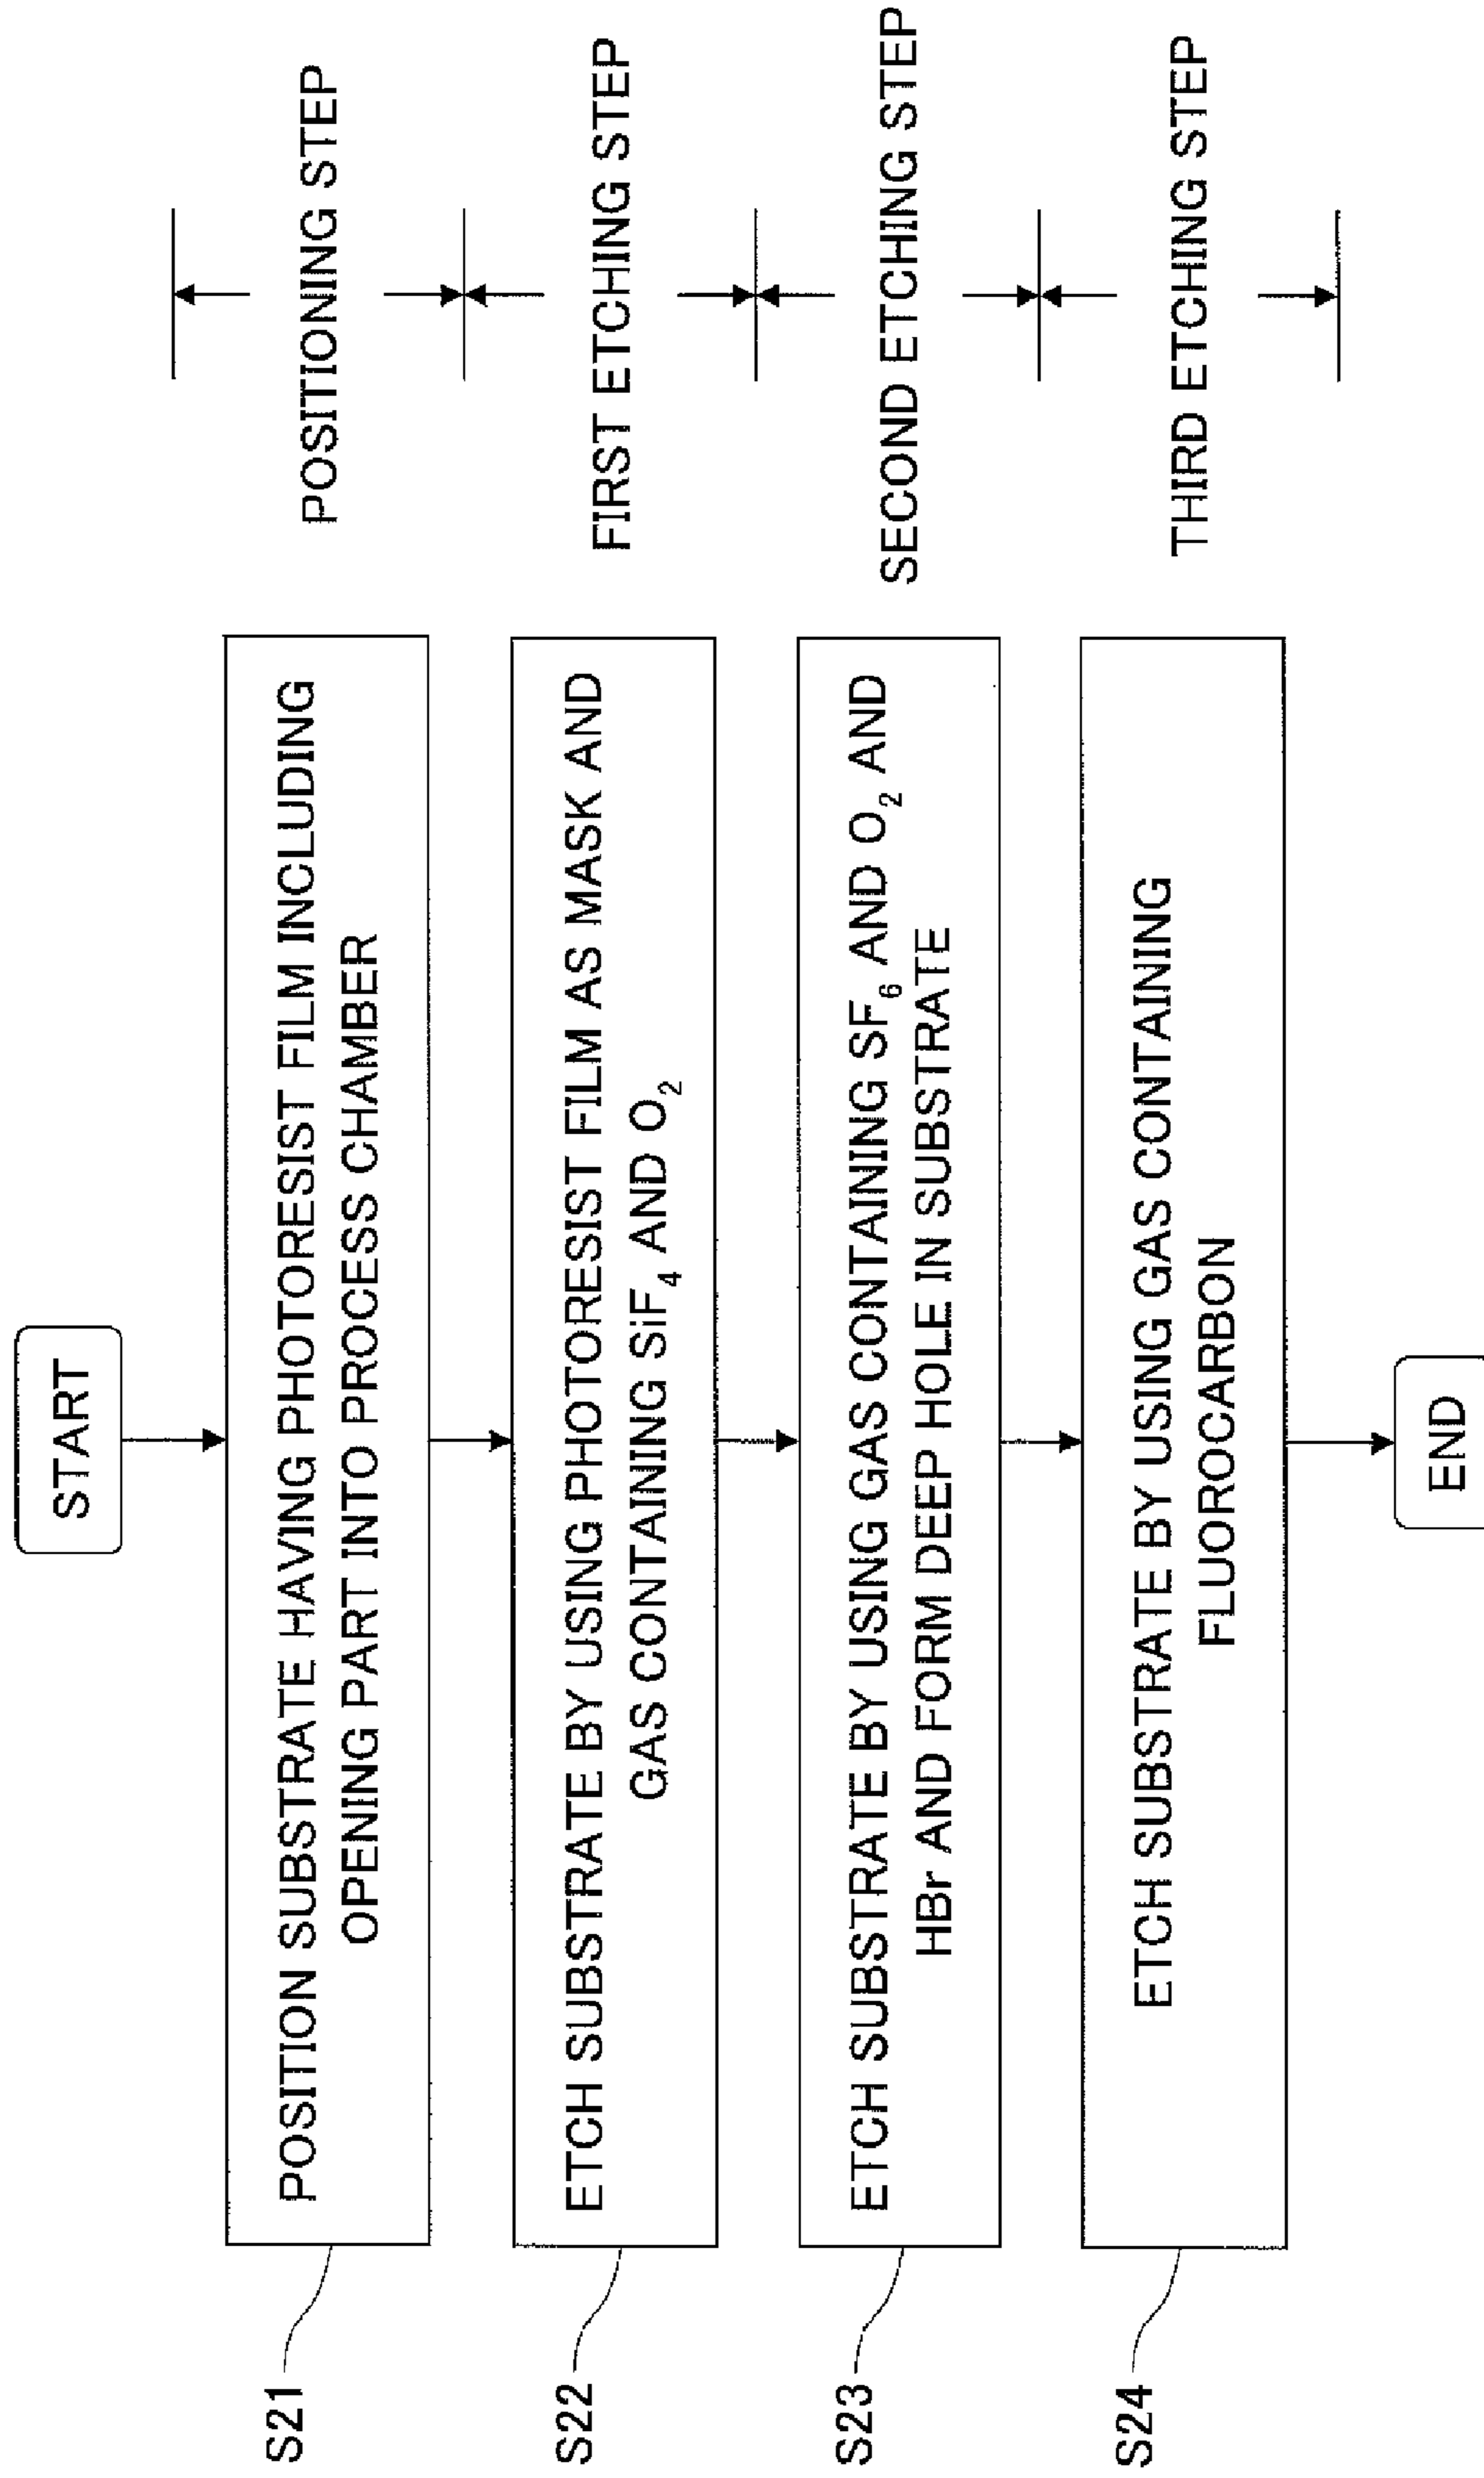 START
S21
POSITION SUBSTRATE HAVING PHOTORESIST FILM INCLUDING
OPENING PART INTO PROCESS CHAMBER
POSITIONING STEP
S22
ETCH SUBSTRATE BY USING PHOTORESIST FILM AS MASK AND
GAS CONTAINING SiF₄ AND O₂
FIRST ETCHING STEP
S23
ETCH SUBSTRATE BY USING GAS CONTAINING SF₆ AND O₂ AND
HBr AND FORM DEEP HOLE IN SUBSTRATE
SECOND ETCHING STEP
S24
ETCH SUBSTRATE BY USING GAS CONTAINING
FLUOROCARBON
THIRD ETCHING STEP
END